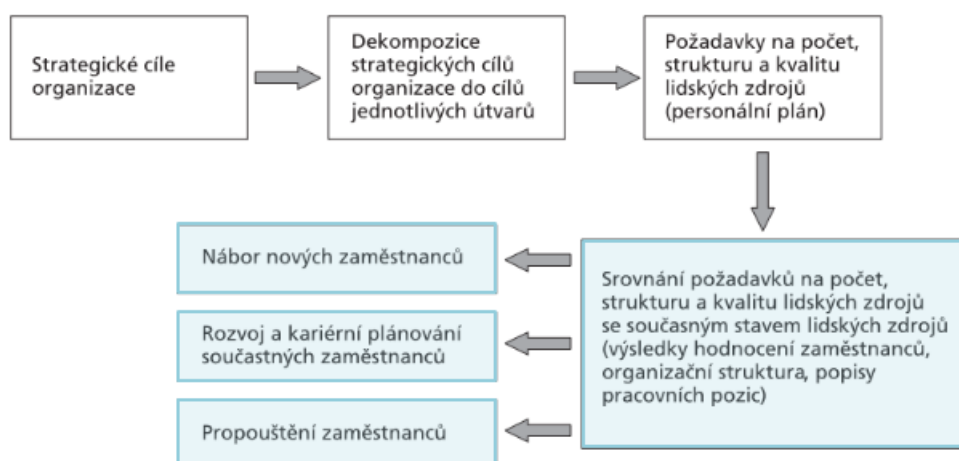 Strategické cíle
organizace
Dekompozice
strategických cílů
organizace do cílů
jednotlivých útvarů
Požadavky na počet,
strukturu a kvalitu
lidských zdrojů
(personální plán)
Srovnání požadavků na počet,
strukturu a kvalitu lidských zdrojů
se současným stavem lidských zdrojů
(výsledky hodnocení zaměstnanců,
organizační struktura, popisy
pracovních pozic)
Nábor nových zaměstnanců
Rozvoj a kariérní plánování
součastných zaměstnanců
Propouštění zaměstnanců